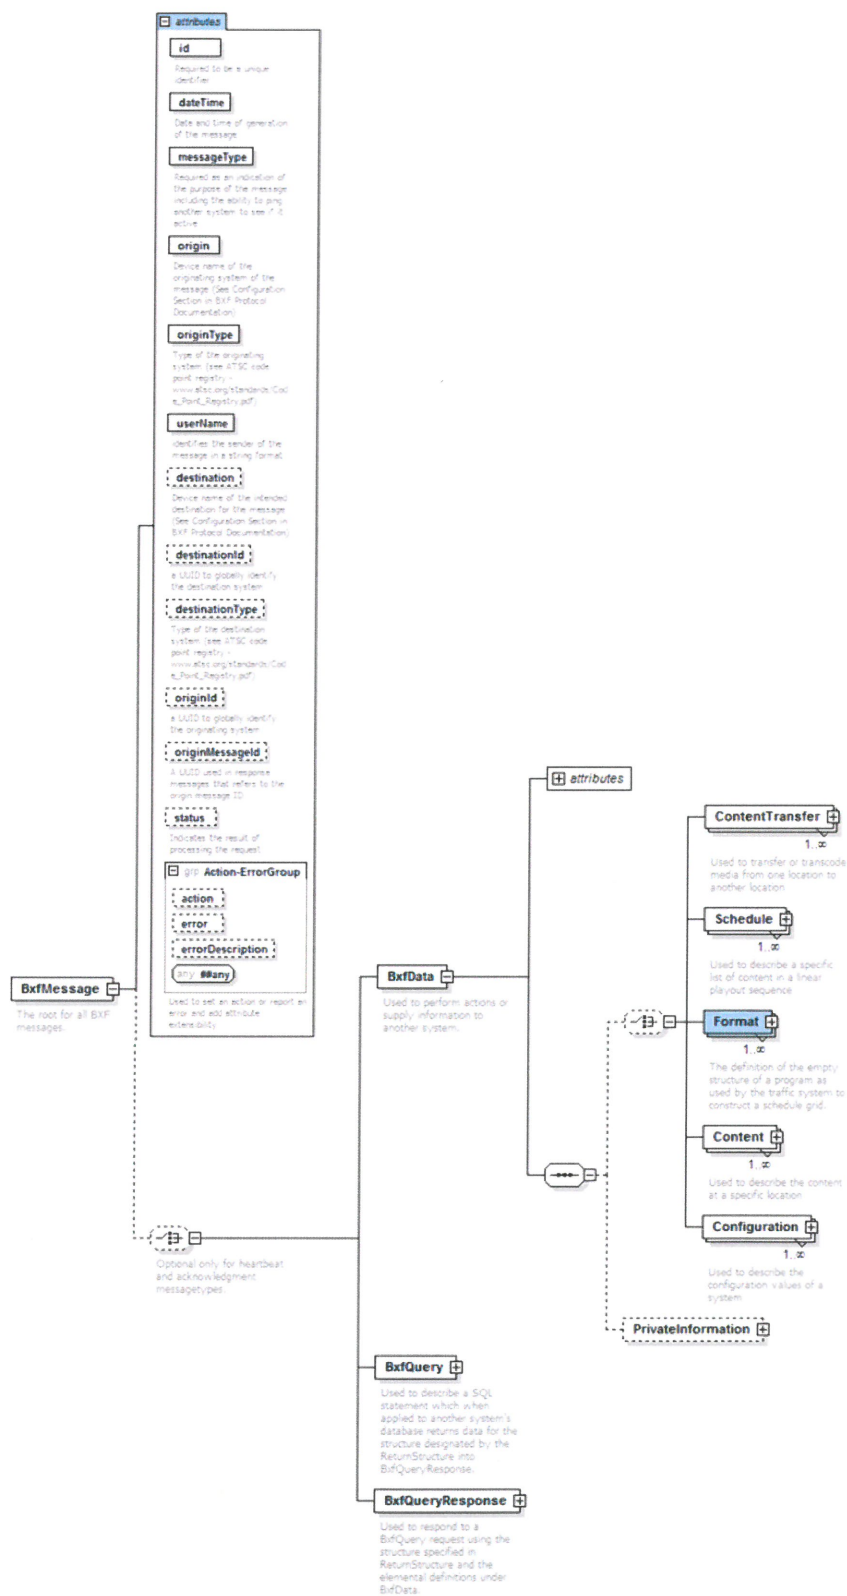 attributes
id
Required to be a unique
identifier
dateTime
Date and time of generation
of the message
messageType
Required as an indication of
the purpose of the message
including the ability to ping
another system to see if it
active
origin
Device name of the
originating system of the
message (See Configuration
Section in BXF Protocol
Documentation)
originType
Type of the originating
system (see ATSC code
point registry -
www.atsc.org/standards/Cod
e_Point_Registry.pdf)
userName
identifies the sender of the
message in a string format
destination
Device name of the intended
destination for the message
(See Configuration Section in
BXF Protocol Documentation)
destinationId
a UUID to globally identify
the destination system
destinationType
Type of the destination
system (see ATSC code
point registry -
www.atsc.org/standards/Cod
e_Point_Registry.pdf)
originId
a UUID to globally identify
the originating system
originMessageId
A UUID used in response
messages that refers to the
origin message ID
status
Indicates the result of
processing the request
grp Action-ErrorGroup
action
error
errorDescription
any ##any
Used to set an action or report an
error and add attribute
extensibility
BxfMessage
The root for all BXF
messages.
Optional only for heartbeat
and acknowledgment
messagetypes.
BxfData
Used to perform actions or
supply information to
another system.
attributes
ContentTransfer
1..∞
Used to transfer or transcode
media from one location to
another location
Schedule
1..∞
Used to describe a specific
list of content in a linear
playout sequence
Format
1..∞
The definition of the empty
structure of a program as
used by the traffic system to
construct a schedule grid.
Content
1..∞
Used to describe the content
at a specific location
Configuration
1..∞
Used to describe the
configuration values of a
system
PrivateInformation
BxfQuery
Used to describe a SQL
statement which when
applied to another system's
database returns data for the
structure designated by the
ReturnStructure into
BxfQueryResponse.
BxfQueryResponse
Used to respond to a
BxfQuery request using the
structure specified in
ReturnStructure and the
elemental definitions under
BxfData.